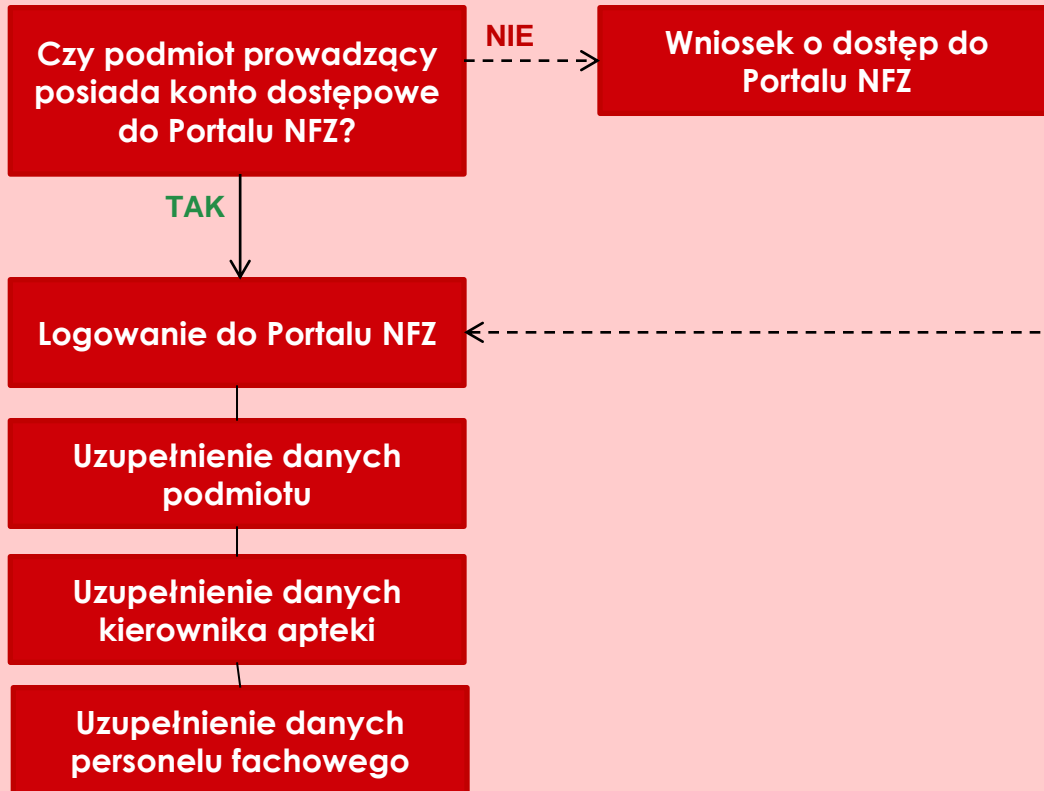 Czy podmiot prowadzący
posiada konto dostępowe
do Portalu NFZ?
NIE
Wniosek o dostęp do
Portalu NFZ
TAK
Logowanie do Portalu NFZ
Uzupełnienie danych
podmiotu
Uzupełnienie danych
kierownika apteki
Uzupełnienie danych
personelu fachowego